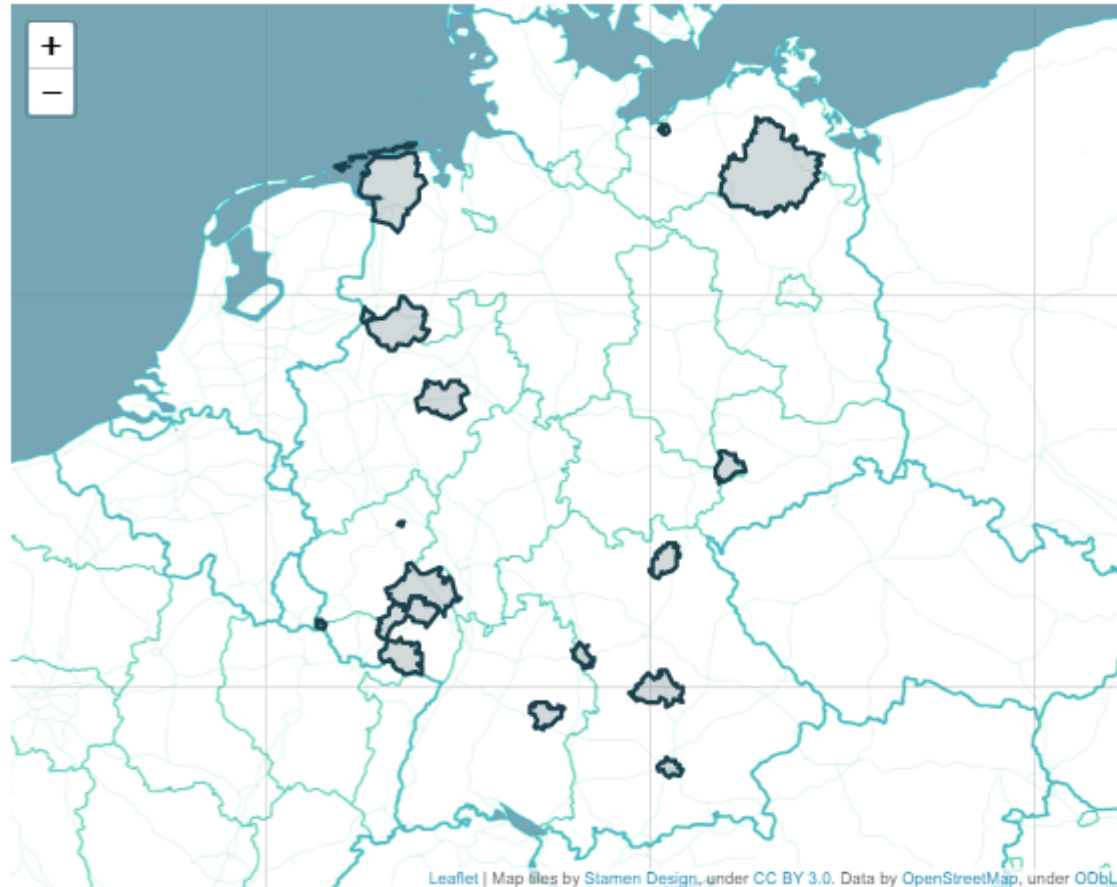 +
−
Leaflet | Map tiles by Stamen Design, under CC BY 3.0. Data by OpenStreetMap, under ODbL